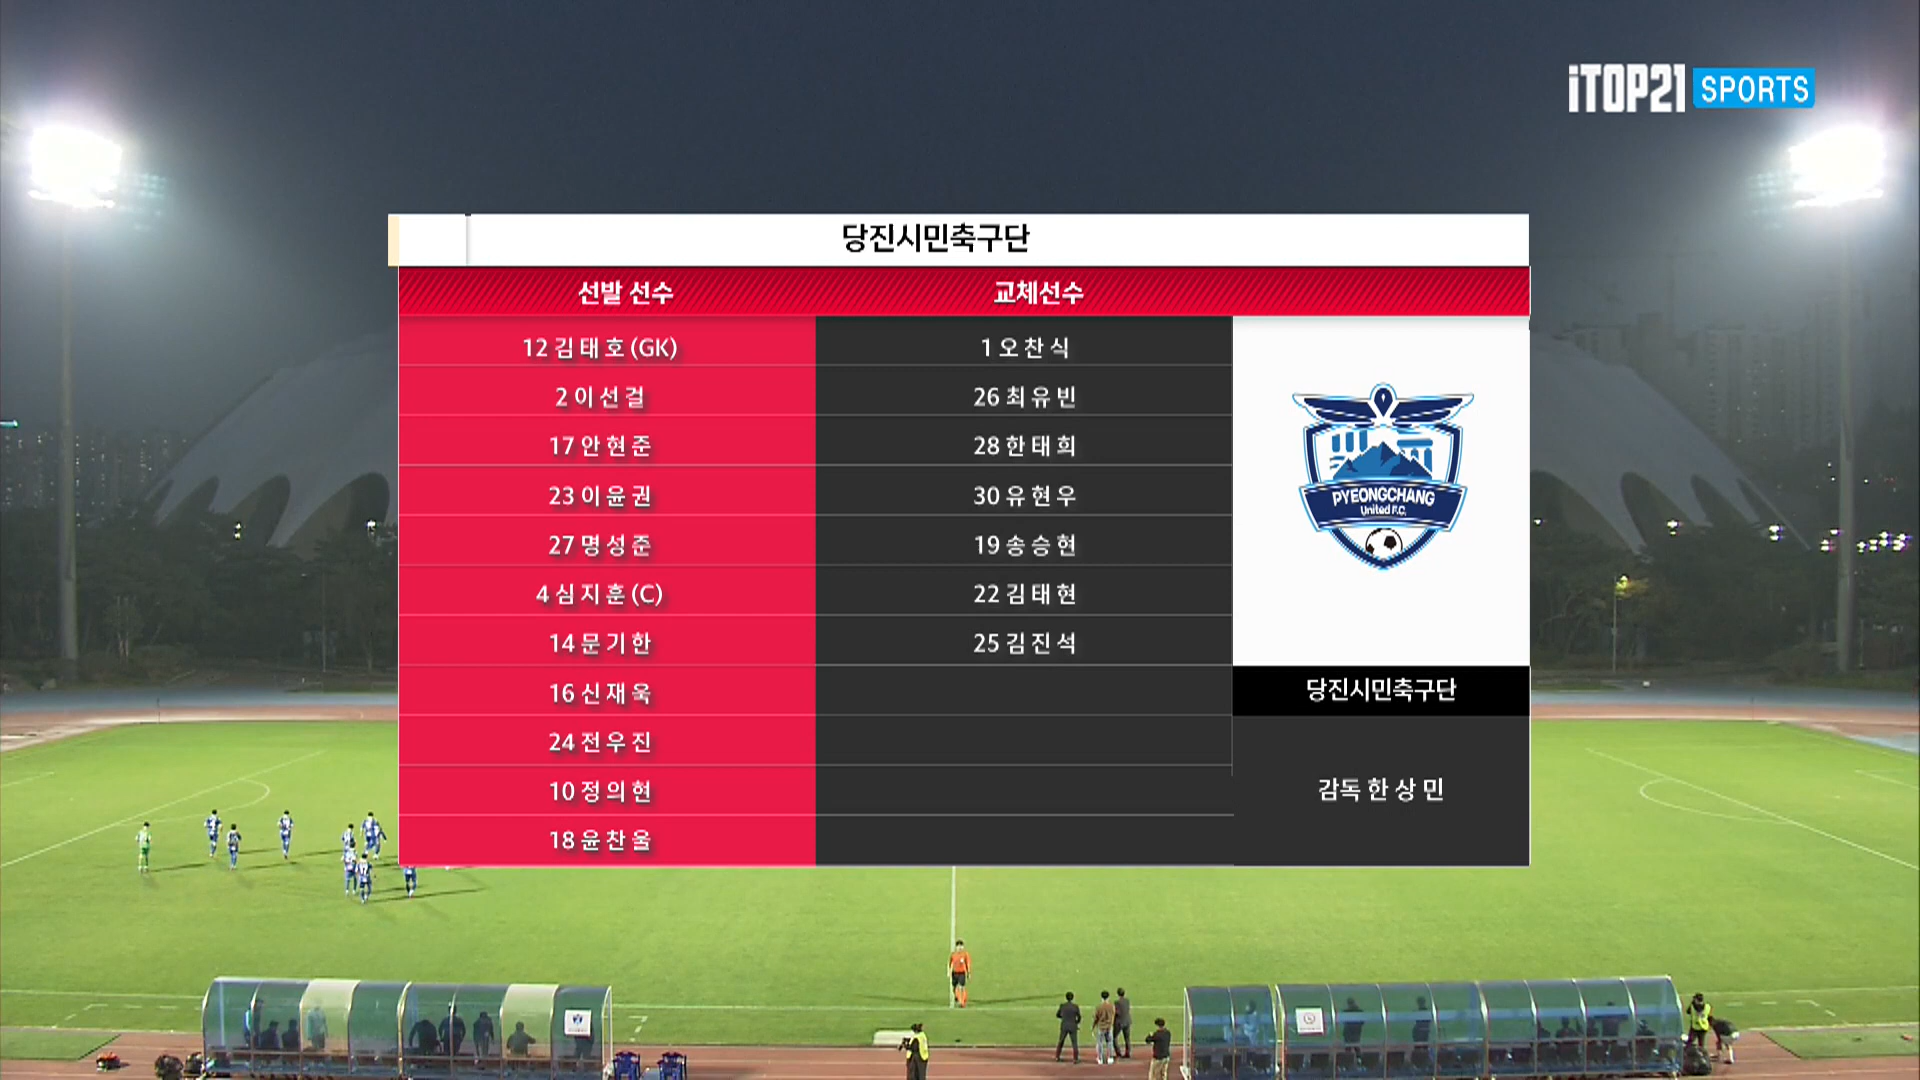 iTOP21 SPORTS
당진시민축구단
선발 선수
교체선수
12 김태호 (GK)
2 이선걸
17 안현준
23 이윤권
27 명성준
4 심지훈 (C)
14 문기한
16 신재욱
24 전우진
10 정의현
18 윤찬울
1 오찬식
26 최유빈
28 한태희
30 유현우
19 송승현
22 김태현
25 김진석
PYEONGCHANG
United F.C.
당진시민축구단
감독 한상민